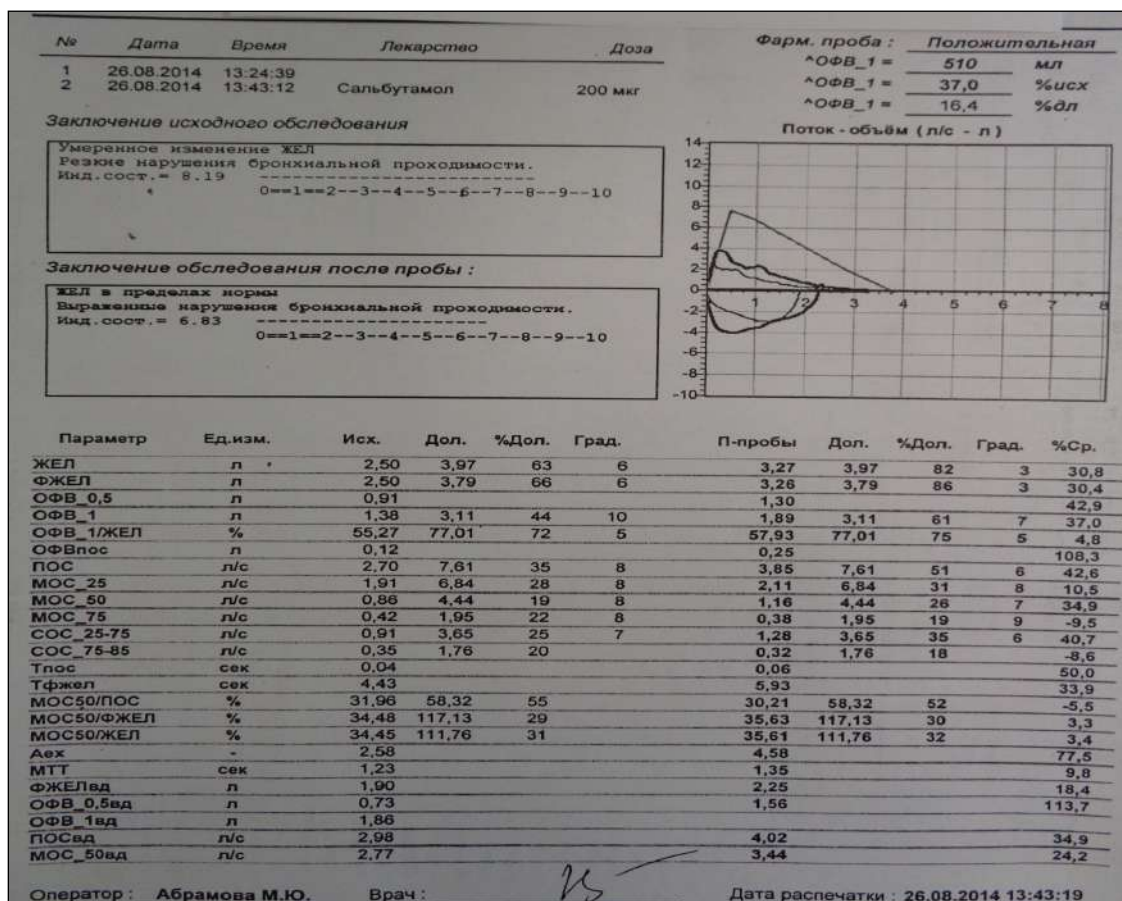 № Дата Время Лекарство Доза
1 26.08.2014 13:24:39
2 26.08.2014 13:43:12 Сальбутамол 200 мкг
Фарм. проба : Положительная
^ОФВ_1 = 510 мл
^ОФВ_1 = 37,0 %исх
^ОФВ_1 = 16,4 %дл
Заключение исходного обследования
Умеренное изменение ЖЕЛ
Резкие нарушения бронхиальной проходимости.
Инд.сост.= 8.19 --------------------------
0==1==2--3--4--5--6--7--8--9--10
Заключение обследования после пробы :
ЖЕЛ в пределах нормы
Выраженные нарушения бронхиальной проходимости.
Инд.сост.= 6.83 ----------------------
0==1==2--3--4--5--6--7--8--9--10
Поток - объём ( л/с - л )
14
12
10
8
6
4
2
0
-2
-4
-6
-8
-10
1 2 3 4 5 6 7 8
Параметр Ед.изм. Исх. Дол. %Дол. Град. П-пробы Дол. %Дол. Град. %Ср.
ЖЕЛ л 2,50 3,97 63 6 3,27 3,97 82 3 30,8
ФЖЕЛ л 2,50 3,79 66 6 3,26 3,79 86 3 30,4
ОФВ_0,5 л 0,91 1,30 42,9
ОФВ_1 л 1,38 3,11 44 10 1,89 3,11 61 7 37,0
ОФВ_1/ЖЕЛ % 55,27 77,01 72 5 57,93 77,01 75 5 4,8
ОФВпос л 0,12 0,25 108,3
ПОС л/с 2,70 7,61 35 8 3,85 7,61 51 6 42,6
МОС_25 л/с 1,91 6,84 28 8 2,11 6,84 31 8 10,5
МОС_50 л/с 0,86 4,44 19 8 1,16 4,44 26 7 34,9
МОС_75 л/с 0,42 1,95 22 8 0,38 1,95 19 9 -9,5
СОС_25-75 л/с 0,91 3,65 25 7 1,28 3,65 35 6 40,7
СОС_75-85 л/с 0,35 1,76 20 0,32 1,76 18 -8,6
Тпос сек 0,04 0,06 50,0
Тфжел сек 4,43 5,93 33,9
МОС50/ПОС % 31,96 58,32 55 30,21 58,32 52 -5,5
МОС50/ФЖЕЛ % 34,48 117,13 29 35,63 117,13 30 3,3
МОС50/ЖЕЛ % 34,45 111,76 31 35,61 111,76 32 3,4
Аех - 2,58 4,58 77,5
МТТ сек 1,23 1,35 9,8
ФЖЕЛвд л 1,90 2,25 18,4
ОФВ_0,5вд л 0,73 1,56 113,7
ОФВ_1вд л 1,86
ПОСвд л/с 2,98 4,02 34,9
МОС_50вд л/с 2,77 3,44 24,2
Оператор : Абрамова М.Ю. Врач : Дата распечатки : 26.08.2014 13:43:19